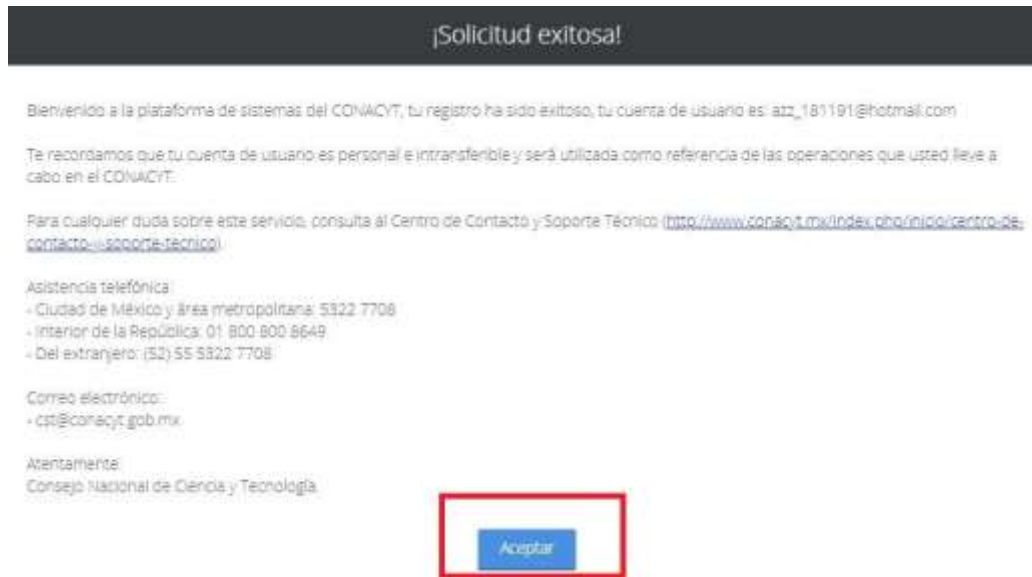 ¡Solicitud exitosa!
Bienvenido a la plataforma de sistemas del CONACYT, tu registro ha sido exitoso, tu cuenta de usuario es: azz_181191@hotmail.com
Te recordamos que tu cuenta de usuario es personal e intransferible y será utilizada como referencia de las operaciones que usted lleve a
cabo en el CONACYT.
Para cualquier duda sobre este servicio, consulta al Centro de Contacto y Soporte Técnico (http://www.conacyt.mx/index.php/inicio/centro-de-
contacto-y-soporte-tecnico).
Asistencia telefónica:
- Ciudad de México y área metropolitana: 5322 7708
- Interior de la República: 01 800 800 8649
- Del extranjero: (52) 55 5322 7708
Correo electrónico:
- cst@conacyt.gob.mx
Atentamente:
Consejo Nacional de Ciencia y Tecnología.
Aceptar